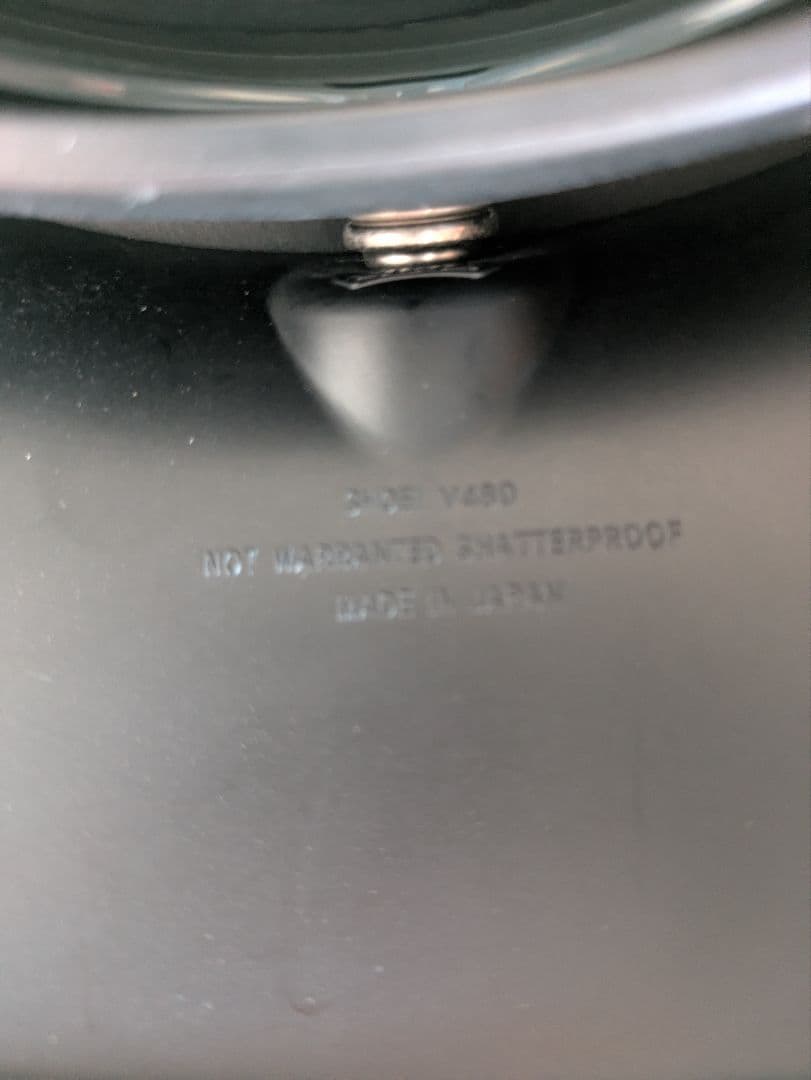 SHOEI V480
NOT WARRANTED SHATTERPROOF
MADE IN JAPAN